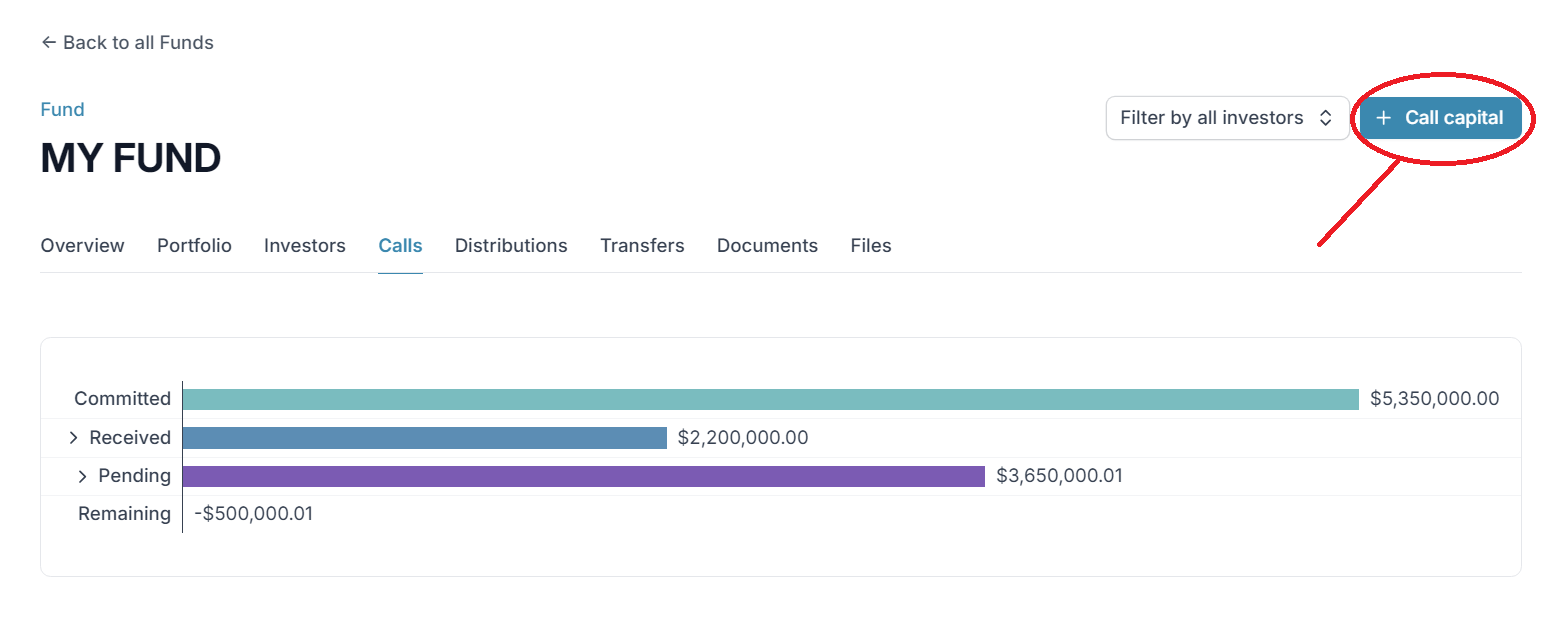 ← Back to all Funds
Fund
MY FUND
Filter by all investors
+ Call capital
Overview Portfolio Investors Calls Distributions Transfers Documents Files
Committed $5,350,000.00
> Received $2,200,000.00
> Pending $3,650,000.01
Remaining -$500,000.01